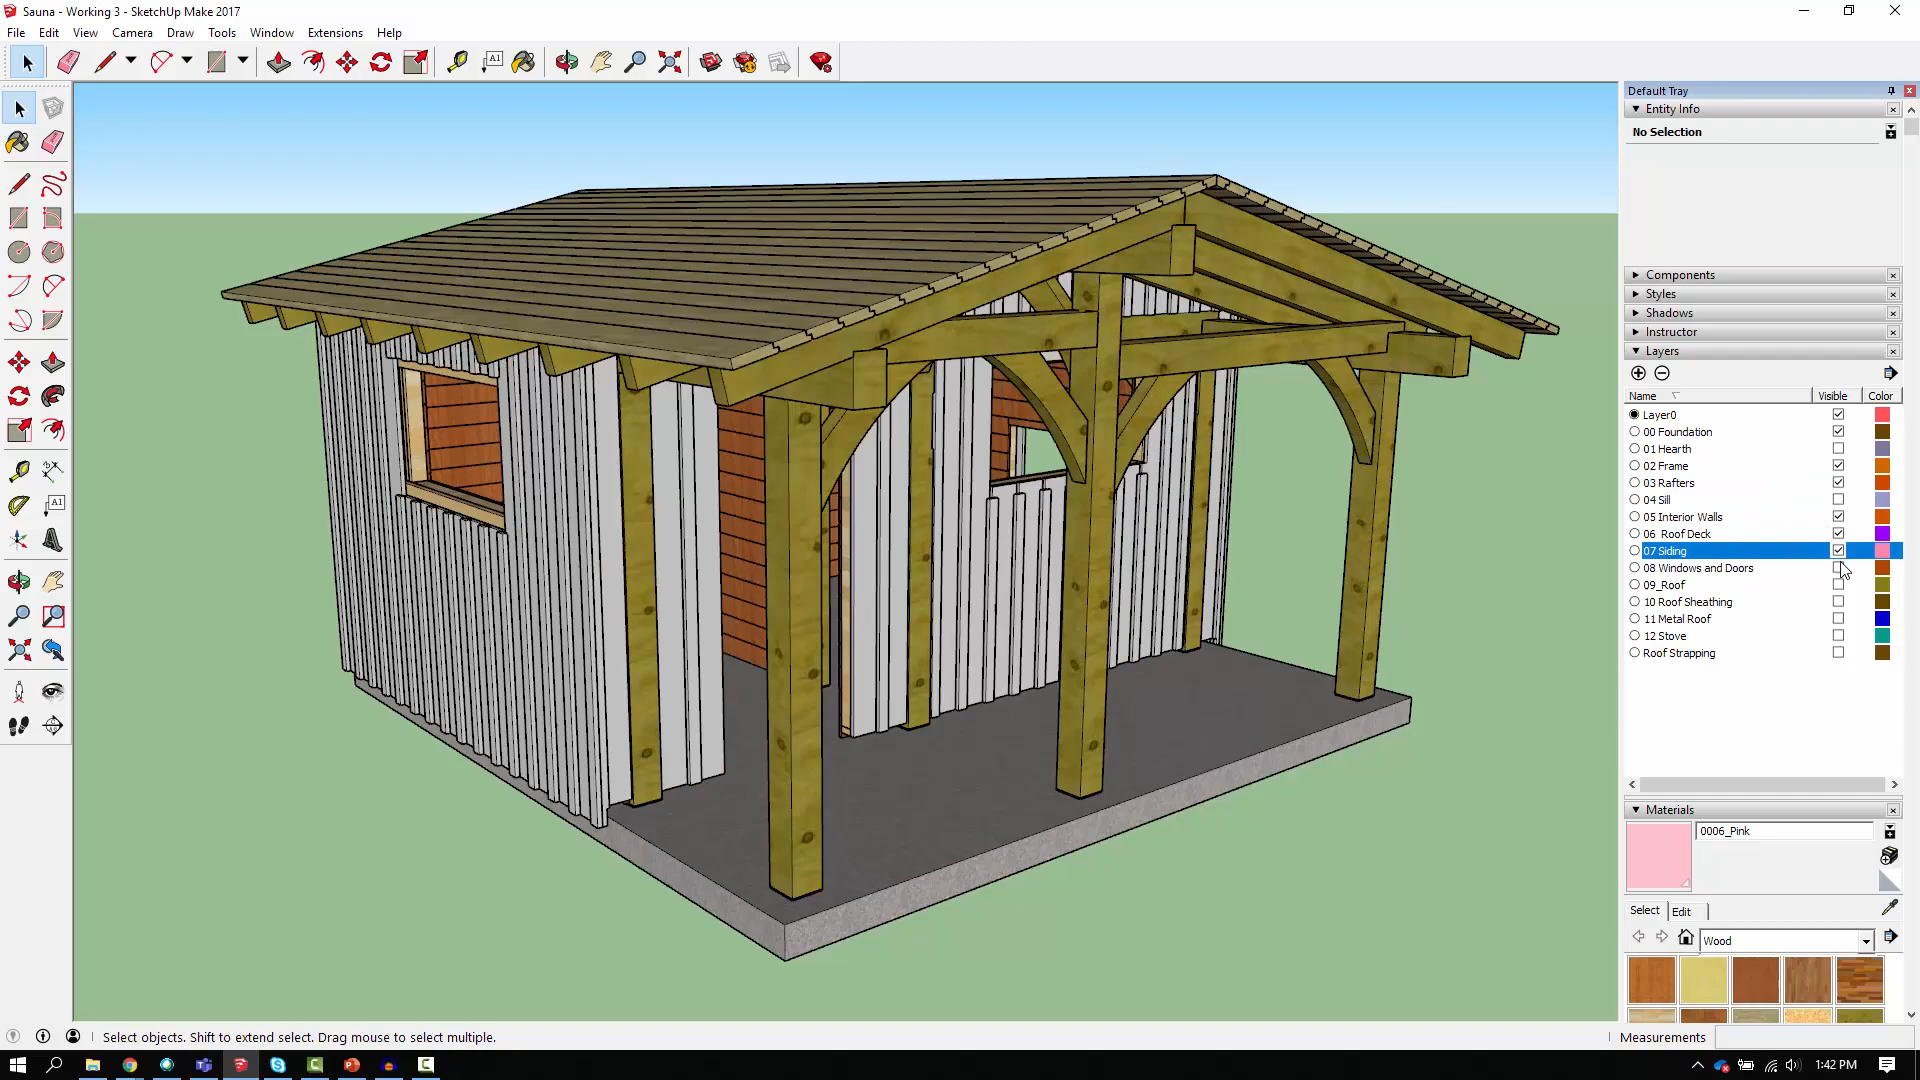 Sauna - Working 3 - SketchUp Make 2017
File Edit View Camera Draw Tools Window Extensions Help
A1
Default Tray
Entity Info
No Selection
Components
Styles
Shadows
Instructor
Layers
Name Visible Color
Layer0
00 Foundation
01 Hearth
02 Frame
03 Rafters
04 Sill
05 Interior Walls
06 Roof Deck
07 Siding
08 Windows and Doors
09_Roof
10 Roof Sheathing
11 Metal Roof
12 Stove
Roof Strapping
A1
Materials
0006_Pink
Select Edit
Wood
Select objects. Shift to extend select. Drag mouse to select multiple.
Measurements
1:42 PM